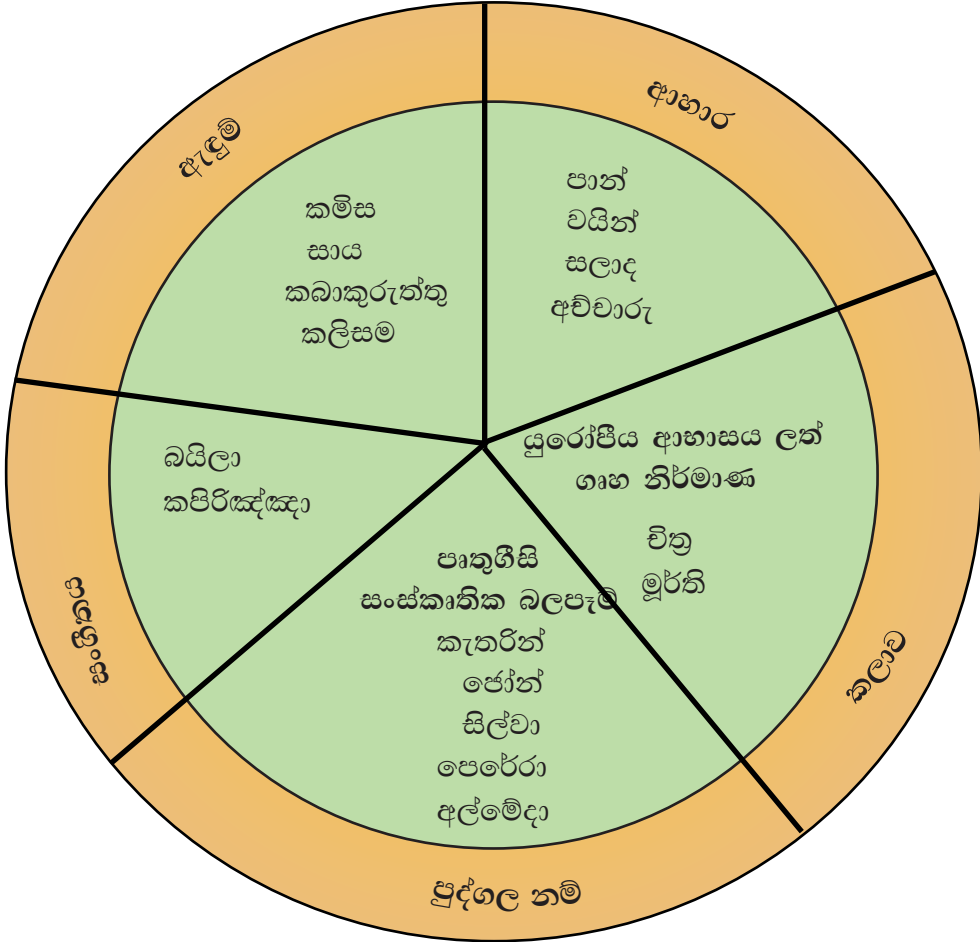 ආහාර
පාන්
වයින්
සලාද
අච්චාරු
කලාව
යුරෝපීය ආභාසය ලත්
ගෘහ නිර්මාණ
චිත්‍ර
මූර්ති
පුද්ගල නම්
පෘතුගීසි
සංස්කෘතික බලපෑම්
කැතරින්
ජෝන්
සිල්වා
පෙරේරා
අල්මේදා
සංගීතය
බයිලා
කපිරිඤ්ඤා
ඇඳුම්
කමිස
සාය
කබාකුරුත්තු
කලිසම